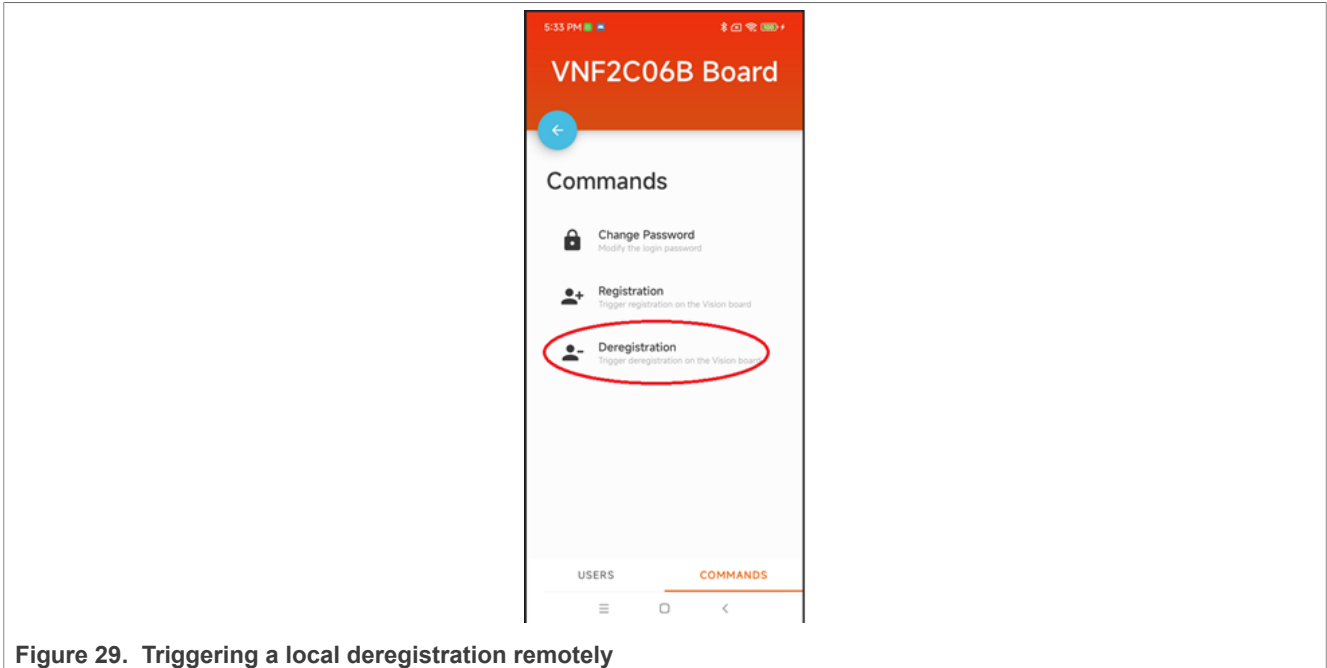 5:33 PM
VNF2C06B Board
Commands
Change Password
Modify the login password
Registration
Trigger registration on the Vision board
Deregistration
Trigger deregistration on the Vision board
USERS COMMANDS
Figure 29. Triggering a local deregistration remotely